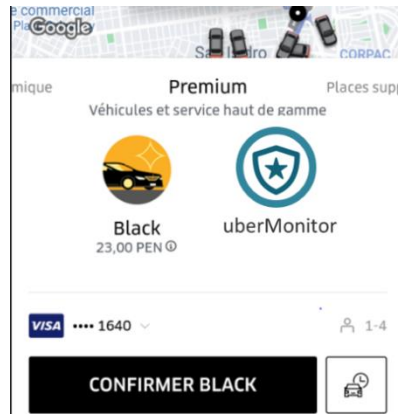 e commercial
Pla
Google
San Isidro
CORPAC
mique
Premium
Places supp
Véhicules et service haut de gamme
Black
uberMonitor
23,00 PEN
VISA •••• 1640
1-4
CONFIRMER BLACK